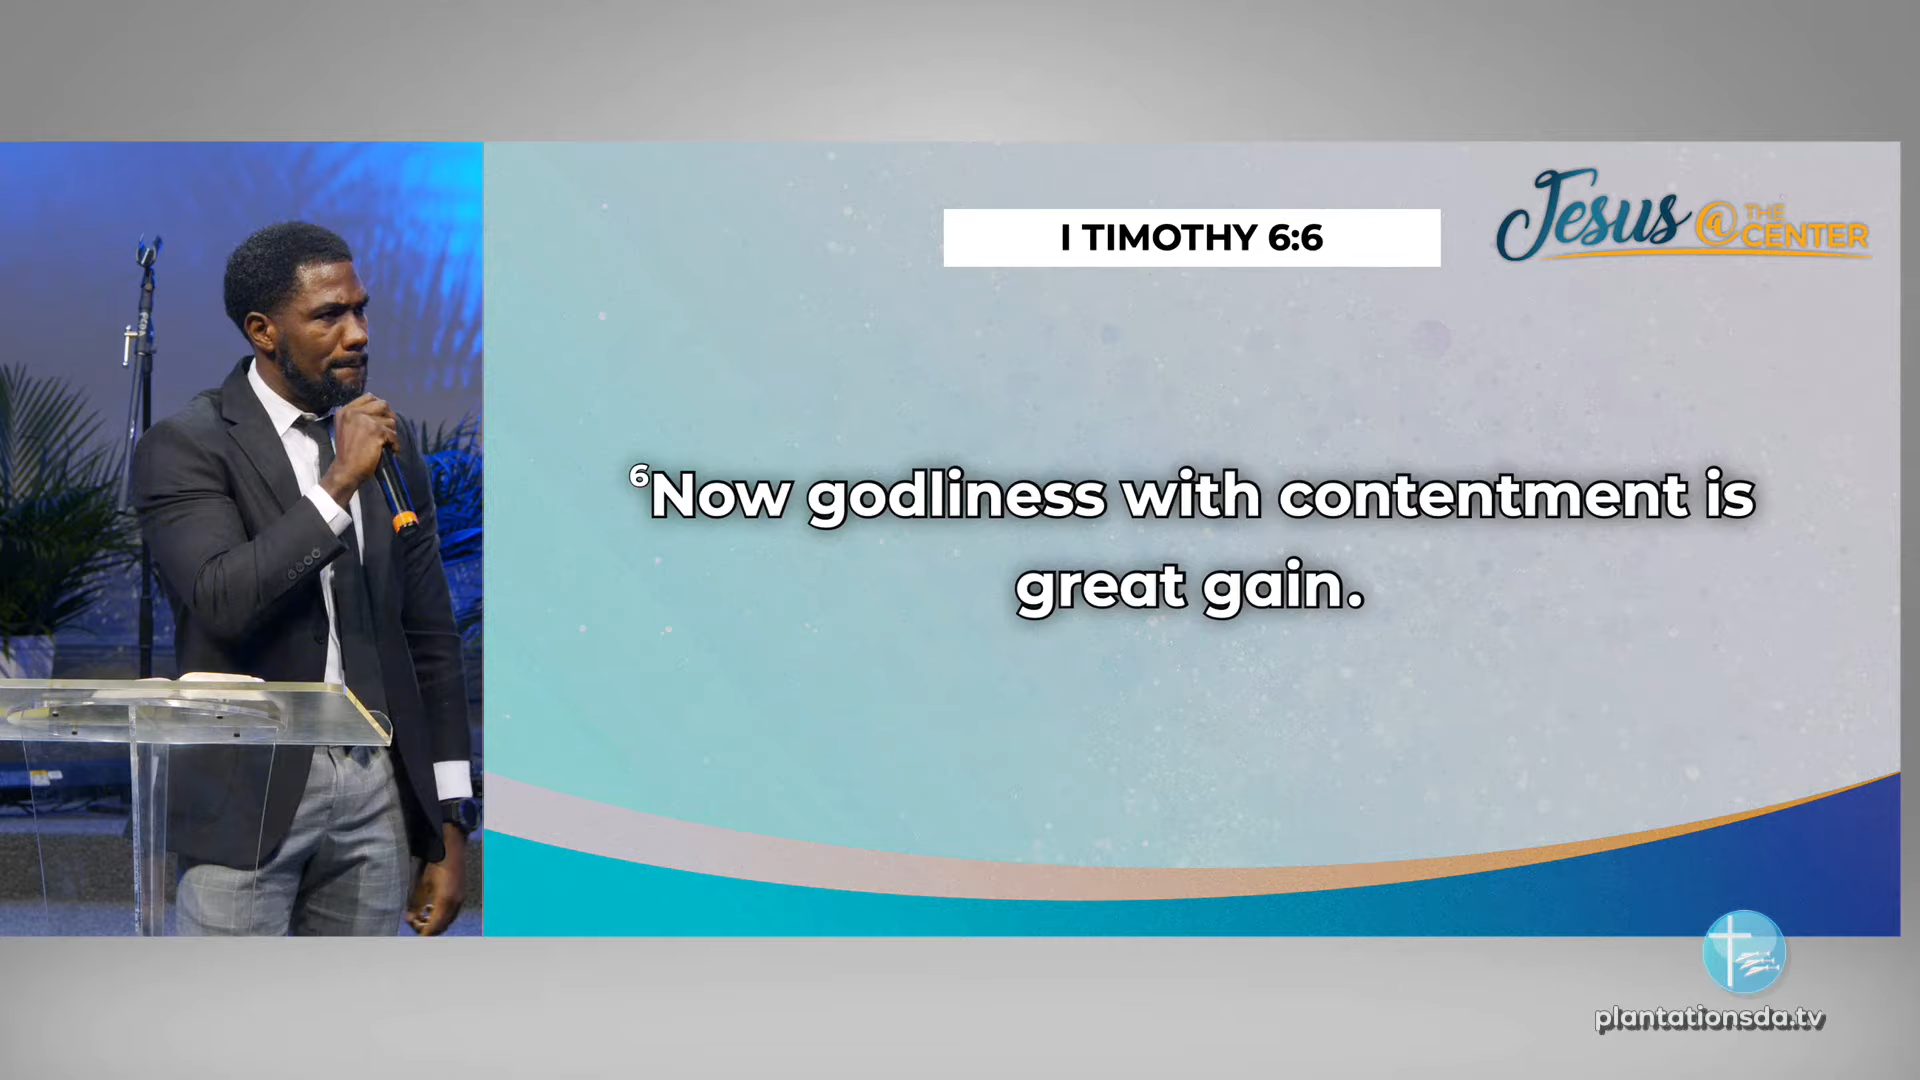 I TIMOTHY 6:6
Jesus @ THE CENTER
⁶Now godliness with contentment is
great gain.
plantationsda.tv